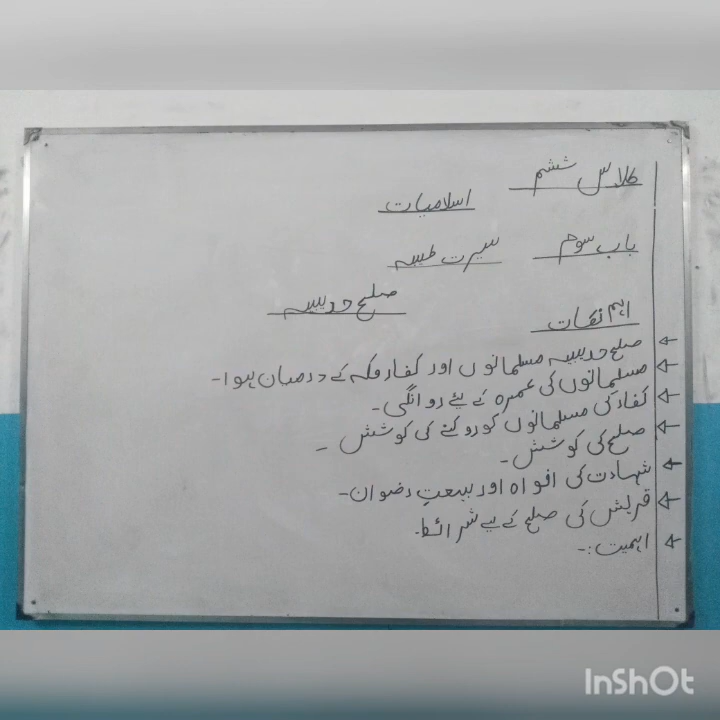 کلاس ششم
اسلامیات
باب سوم سیرت طیبہ
صلح حدیبیہ
اہم نکات
صلح حدیبیہ مسلمانوں اور کفار مکہ کے درمیان ہوا-
مسلمانوں کی عمرہ کے لیئے روانگی-
کفار کی مسلمانوں کو روکنے کی کوشش -
صلح کی کوشش-
شہادت کی افواہ اور بیعتِ رضوان-
قریش کی صلح کے لیے شرائط-
اہمیت:-
InShOt